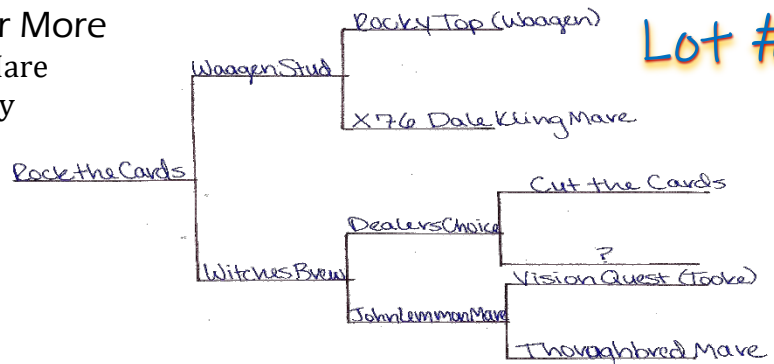 r More
Rocky Top (Waagen)
Lot #
Mare
Waagen Stud
y
X76 Dale Kling Mare
Rock the Cards
Cut the Cards
Dealers Choice
?
Witches Brew
Vision Quest (Tooke)
John Lemman Mare
Thoroughbred Mare